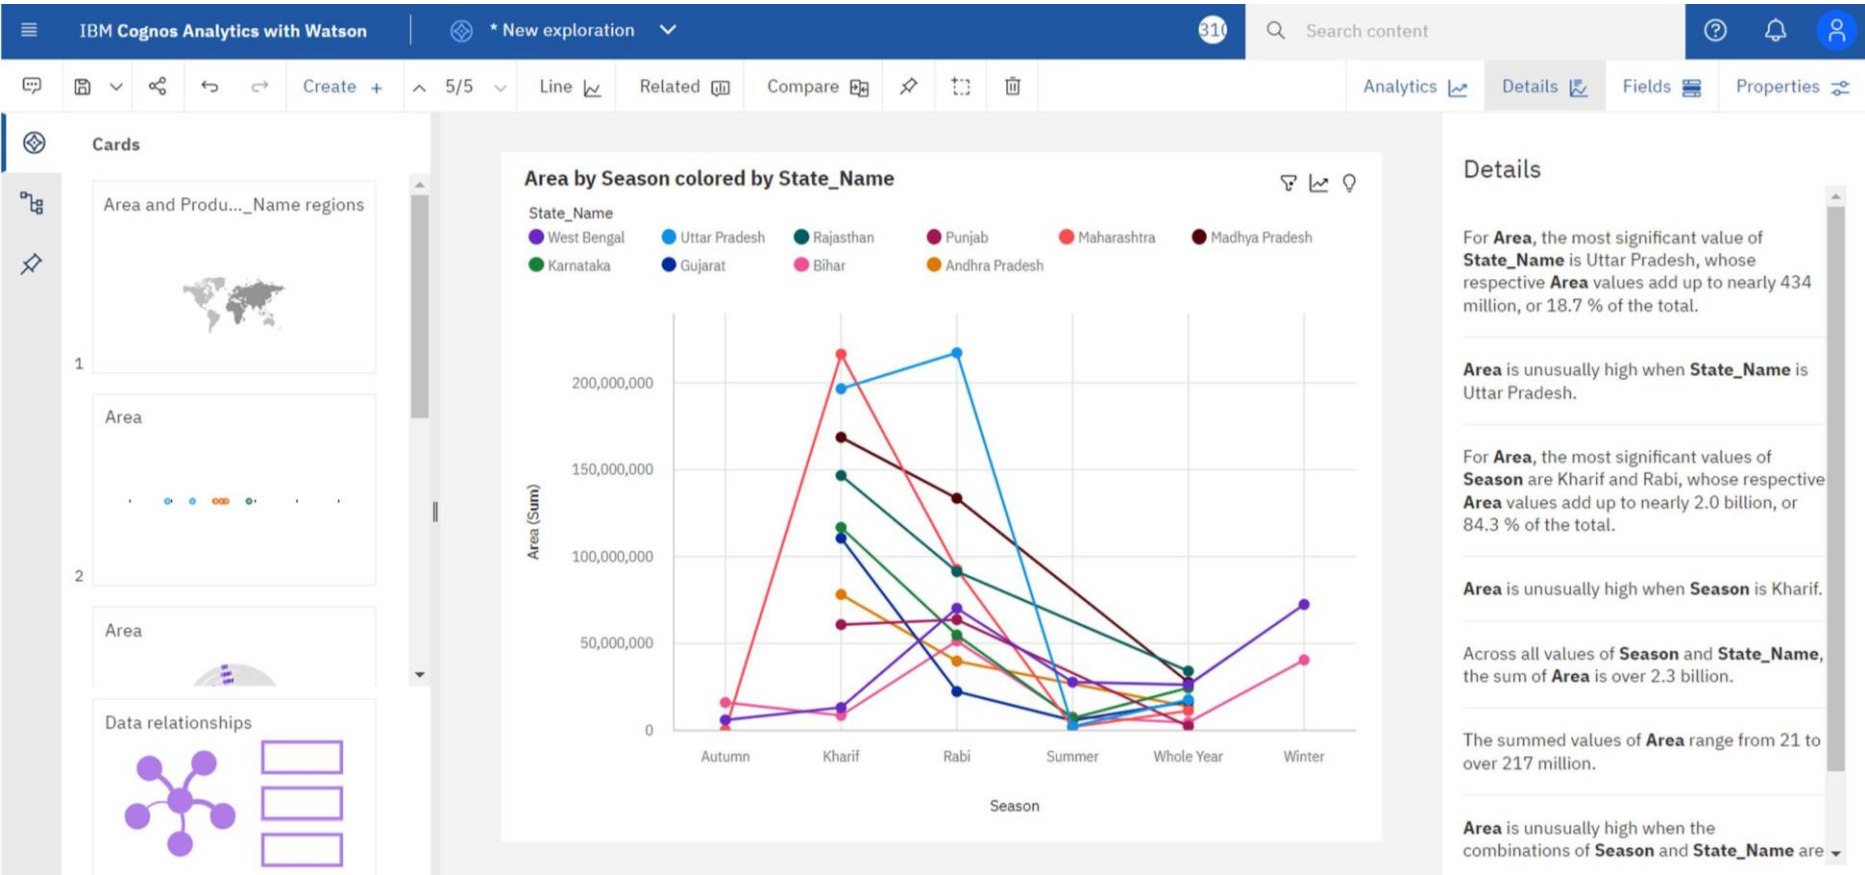 IBM Cognos Analytics with Watson
* New exploration
310
Search content
Create +
5/5
Line
Related
Compare
Analytics
Details
Fields
Properties
Cards
Area and Produ..._Name regions
1
Area
2
Area
Data relationships
Area by Season colored by State_Name
State_Name
West Bengal
Uttar Pradesh
Rajasthan
Punjab
Maharashtra
Madhya Pradesh
Karnataka
Gujarat
Bihar
Andhra Pradesh
Area (Sum)
200,000,000
150,000,000
100,000,000
50,000,000
0
Autumn
Kharif
Rabi
Summer
Whole Year
Winter
Season
Details
For Area, the most significant value of
State_Name is Uttar Pradesh, whose
respective Area values add up to nearly 434
million, or 18.7 % of the total.
Area is unusually high when State_Name is
Uttar Pradesh.
For Area, the most significant values of
Season are Kharif and Rabi, whose respective
Area values add up to nearly 2.0 billion, or
84.3 % of the total.
Area is unusually high when Season is Kharif.
Across all values of Season and State_Name,
the sum of Area is over 2.3 billion.
The summed values of Area range from 21 to
over 217 million.
Area is unusually high when the
combinations of Season and State_Name are